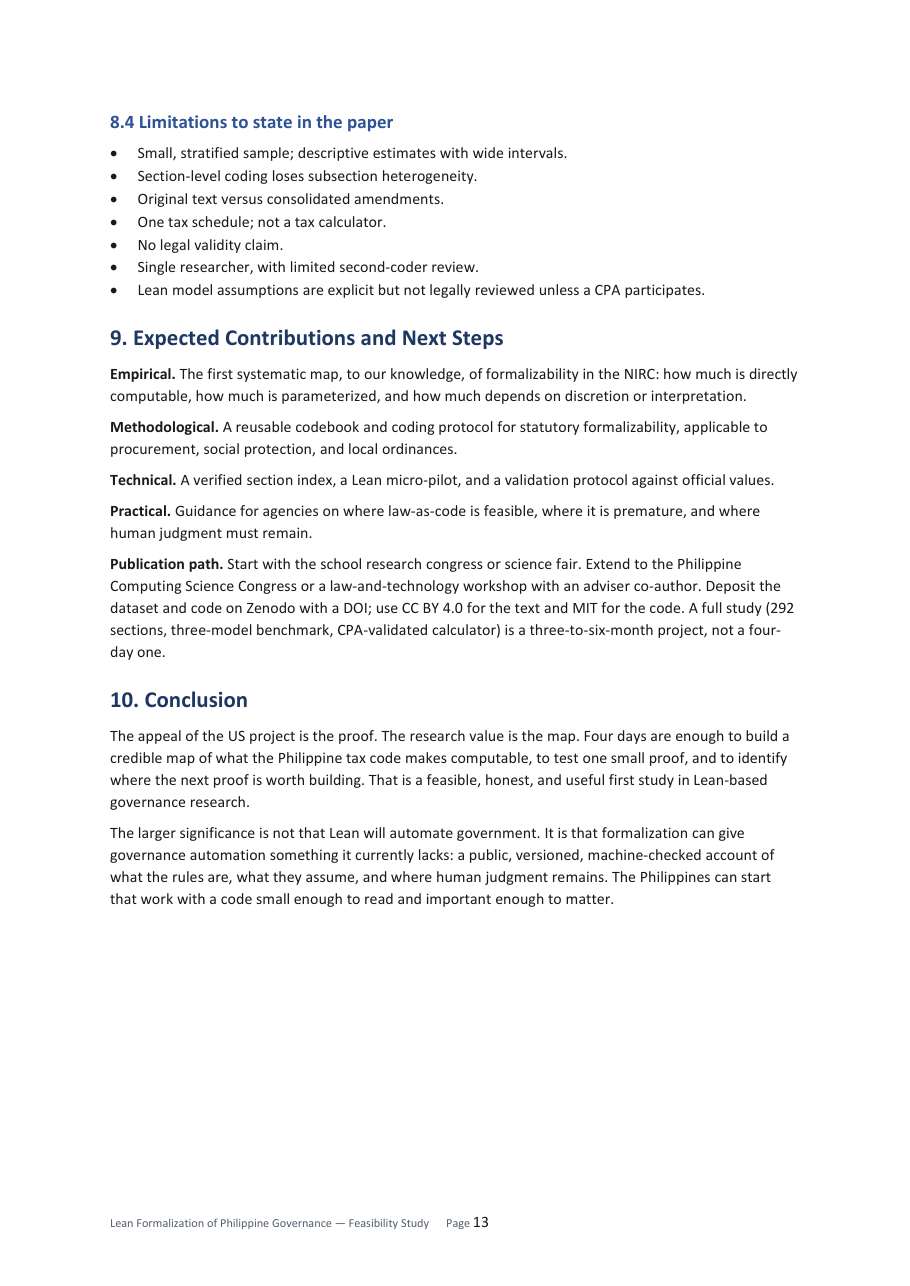 8.4 Limitations to state in the paper
• Small, stratified sample; descriptive estimates with wide intervals.
• Section-level coding loses subsection heterogeneity.
• Original text versus consolidated amendments.
• One tax schedule; not a tax calculator.
• No legal validity claim.
• Single researcher, with limited second-coder review.
• Lean model assumptions are explicit but not legally reviewed unless a CPA participates.
9. Expected Contributions and Next Steps
Empirical. The first systematic map, to our knowledge, of formalizability in the NIRC: how much is directly
computable, how much is parameterized, and how much depends on discretion or interpretation.
Methodological. A reusable codebook and coding protocol for statutory formalizability, applicable to
procurement, social protection, and local ordinances.
Technical. A verified section index, a Lean micro-pilot, and a validation protocol against official values.
Practical. Guidance for agencies on where law-as-code is feasible, where it is premature, and where
human judgment must remain.
Publication path. Start with the school research congress or science fair. Extend to the Philippine
Computing Science Congress or a law-and-technology workshop with an adviser co-author. Deposit the
dataset and code on Zenodo with a DOI; use CC BY 4.0 for the text and MIT for the code. A full study (292
sections, three-model benchmark, CPA-validated calculator) is a three-to-six-month project, not a four-
day one.
10. Conclusion
The appeal of the US project is the proof. The research value is the map. Four days are enough to build a
credible map of what the Philippine tax code makes computable, to test one small proof, and to identify
where the next proof is worth building. That is a feasible, honest, and useful first study in Lean-based
governance research.
The larger significance is not that Lean will automate government. It is that formalization can give
governance automation something it currently lacks: a public, versioned, machine-checked account of
what the rules are, what they assume, and where human judgment remains. The Philippines can start
that work with a code small enough to read and important enough to matter.
Lean Formalization of Philippine Governance — Feasibility Study Page 13